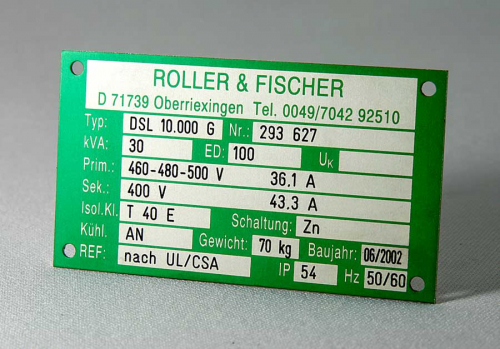 ROLLER & FISCHER
D 71739 Oberriexingen Tel. 0049/7042 92510
Typ: DSL 10.000 G Nr.: 293 627
kVA: 30 ED: 100 UK
Prim.: 460-480-500 V 36.1 A
Sek.: 400 V 43.3 A
Isol.Kl. T 40 E Schaltung: Zn
Kühl. AN Gewicht: 70 kg Baujahr: 06/2002
REF: nach UL/CSA IP 54 Hz 50/60